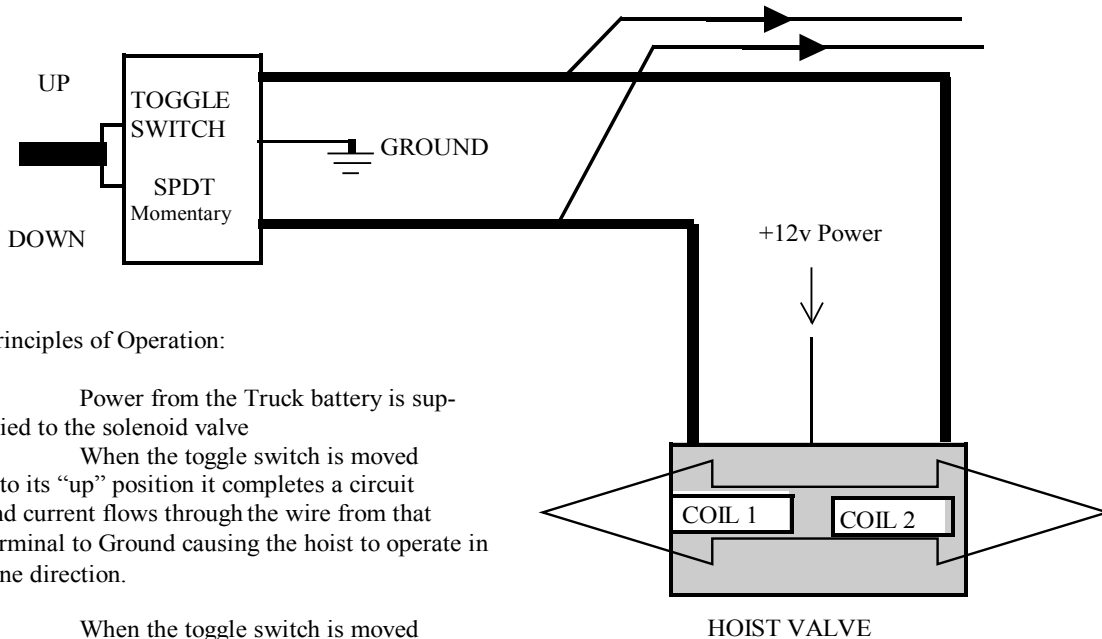 UP
TOGGLE
SWITCH
GROUND
SPDT
Momentary
DOWN
+12v Power
rinciples of Operation:
Power from the Truck battery is sup-
ied to the solenoid valve
When the toggle switch is moved
to its “up” position it completes a circuit
nd current flows through the wire from that
rminal to Ground causing the hoist to operate in
ne direction.
When the toggle switch is moved
COIL 1
COIL 2
HOIST VALVE